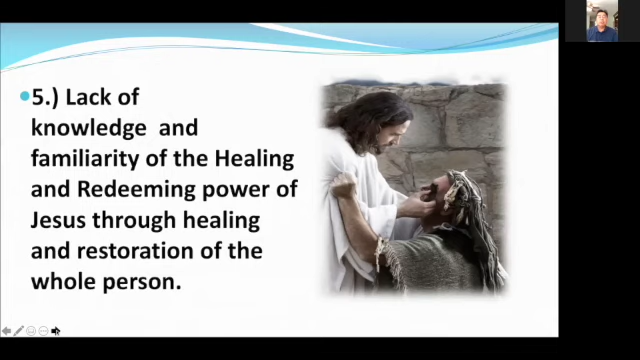 5.) Lack of
knowledge and
familiarity of the Healing
and Redeeming power of
Jesus through healing
and restoration of the
whole person.